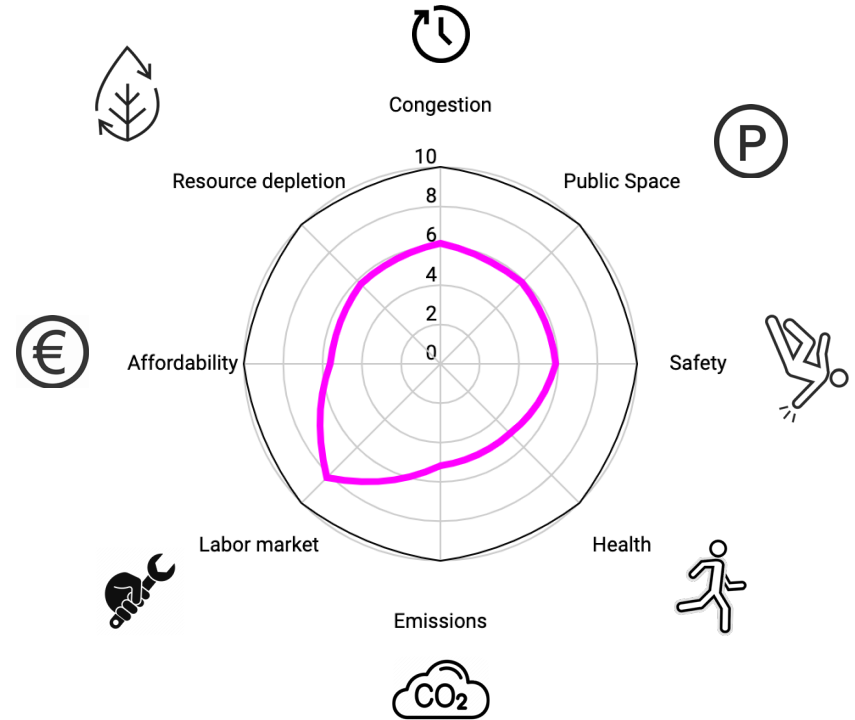 Congestion
P
10
Resource depletion
Public Space
8
6
4
2
0
€
Affordability
Safety
Labor market
Health
Emissions
CO2